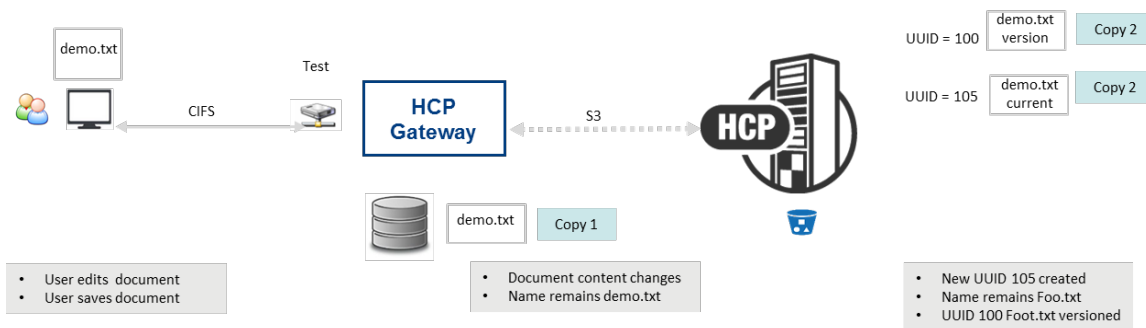 demo.txt
Test
CIFS
HCP
Gateway
S3
HCP
UUID = 100
demo.txt
version
Copy 2
UUID = 105
demo.txt
current
Copy 2
demo.txt
Copy 1
• User edits document
• User saves document
• Document content changes
• Name remains demo.txt
• New UUID 105 created
• Name remains Foo.txt
• UUID 100 Foot.txt versioned